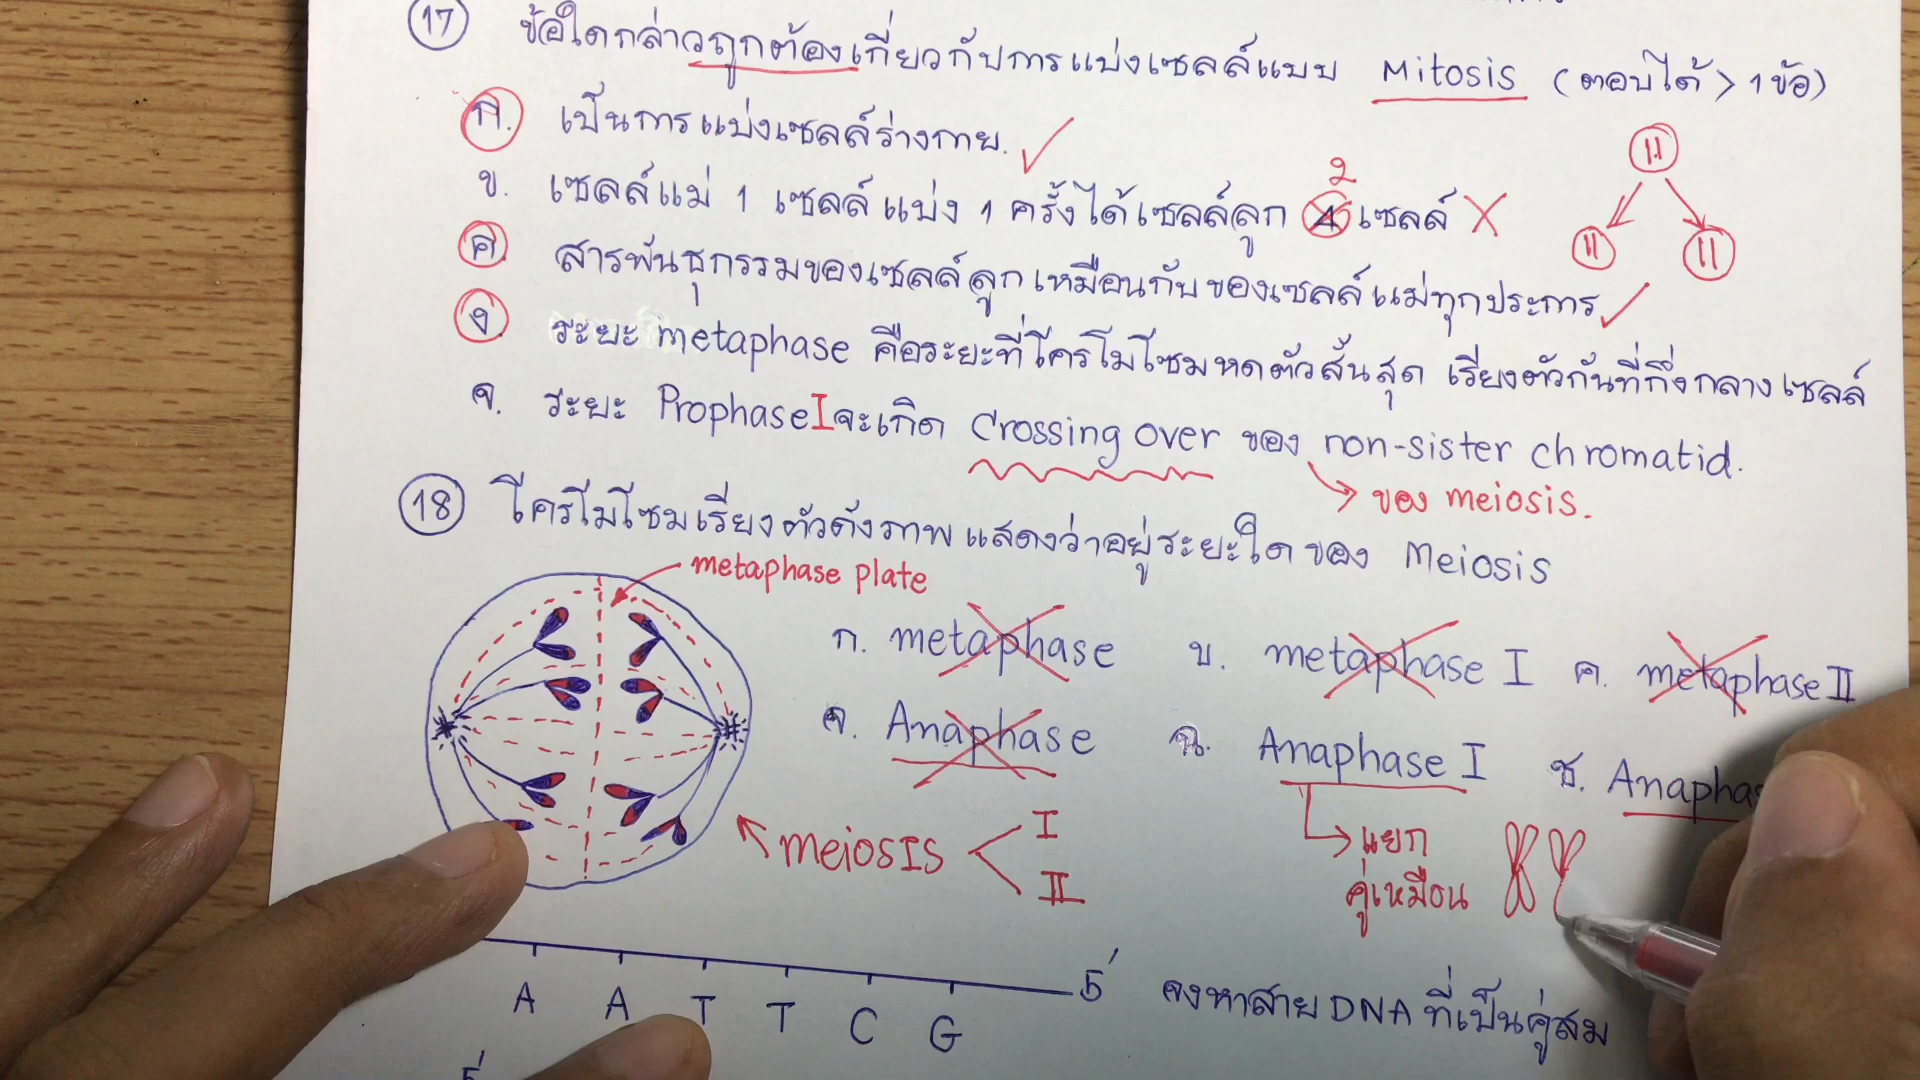 17 ข้อใดกล่าวถูกต้องเกี่ยวกับการแบ่งเซลล์แบบ Mitosis (ตอบได้ > 1 ข้อ)
ก. เป็นการแบ่งเซลล์ร่างกาย.
2
ข. เซลล์แม่ 1 เซลล์ แบ่ง 1 ครั้งได้เซลล์ลูก 4 เซลล์
ค. สารพันธุกรรมของเซลล์ลูกเหมือนกับของเซลล์แม่ทุกประการ
ง. ระยะ metaphase คือระยะที่โครโมโซมหดตัวสั้นสุด เรียงตัวกันที่กึ่งกลางเซลล์
จ. ระยะ Prophase I จะเกิด Crossing over ของ non-sister chromatid.
ของ meiosis.
18 โครโมโซมเรียงตัวดังภาพแสดงว่าอยู่ระยะใดของ Meiosis
metaphase plate
ก. metaphase ข. metaphase I ค. metaphase II
จ. Anaphase ฉ. Anaphase I ช. Anapha
meiosis I II
แยก
คู่เหมือน
5' จงหาสาย DNA ที่เป็นคู่สม
A A T T C G
5'